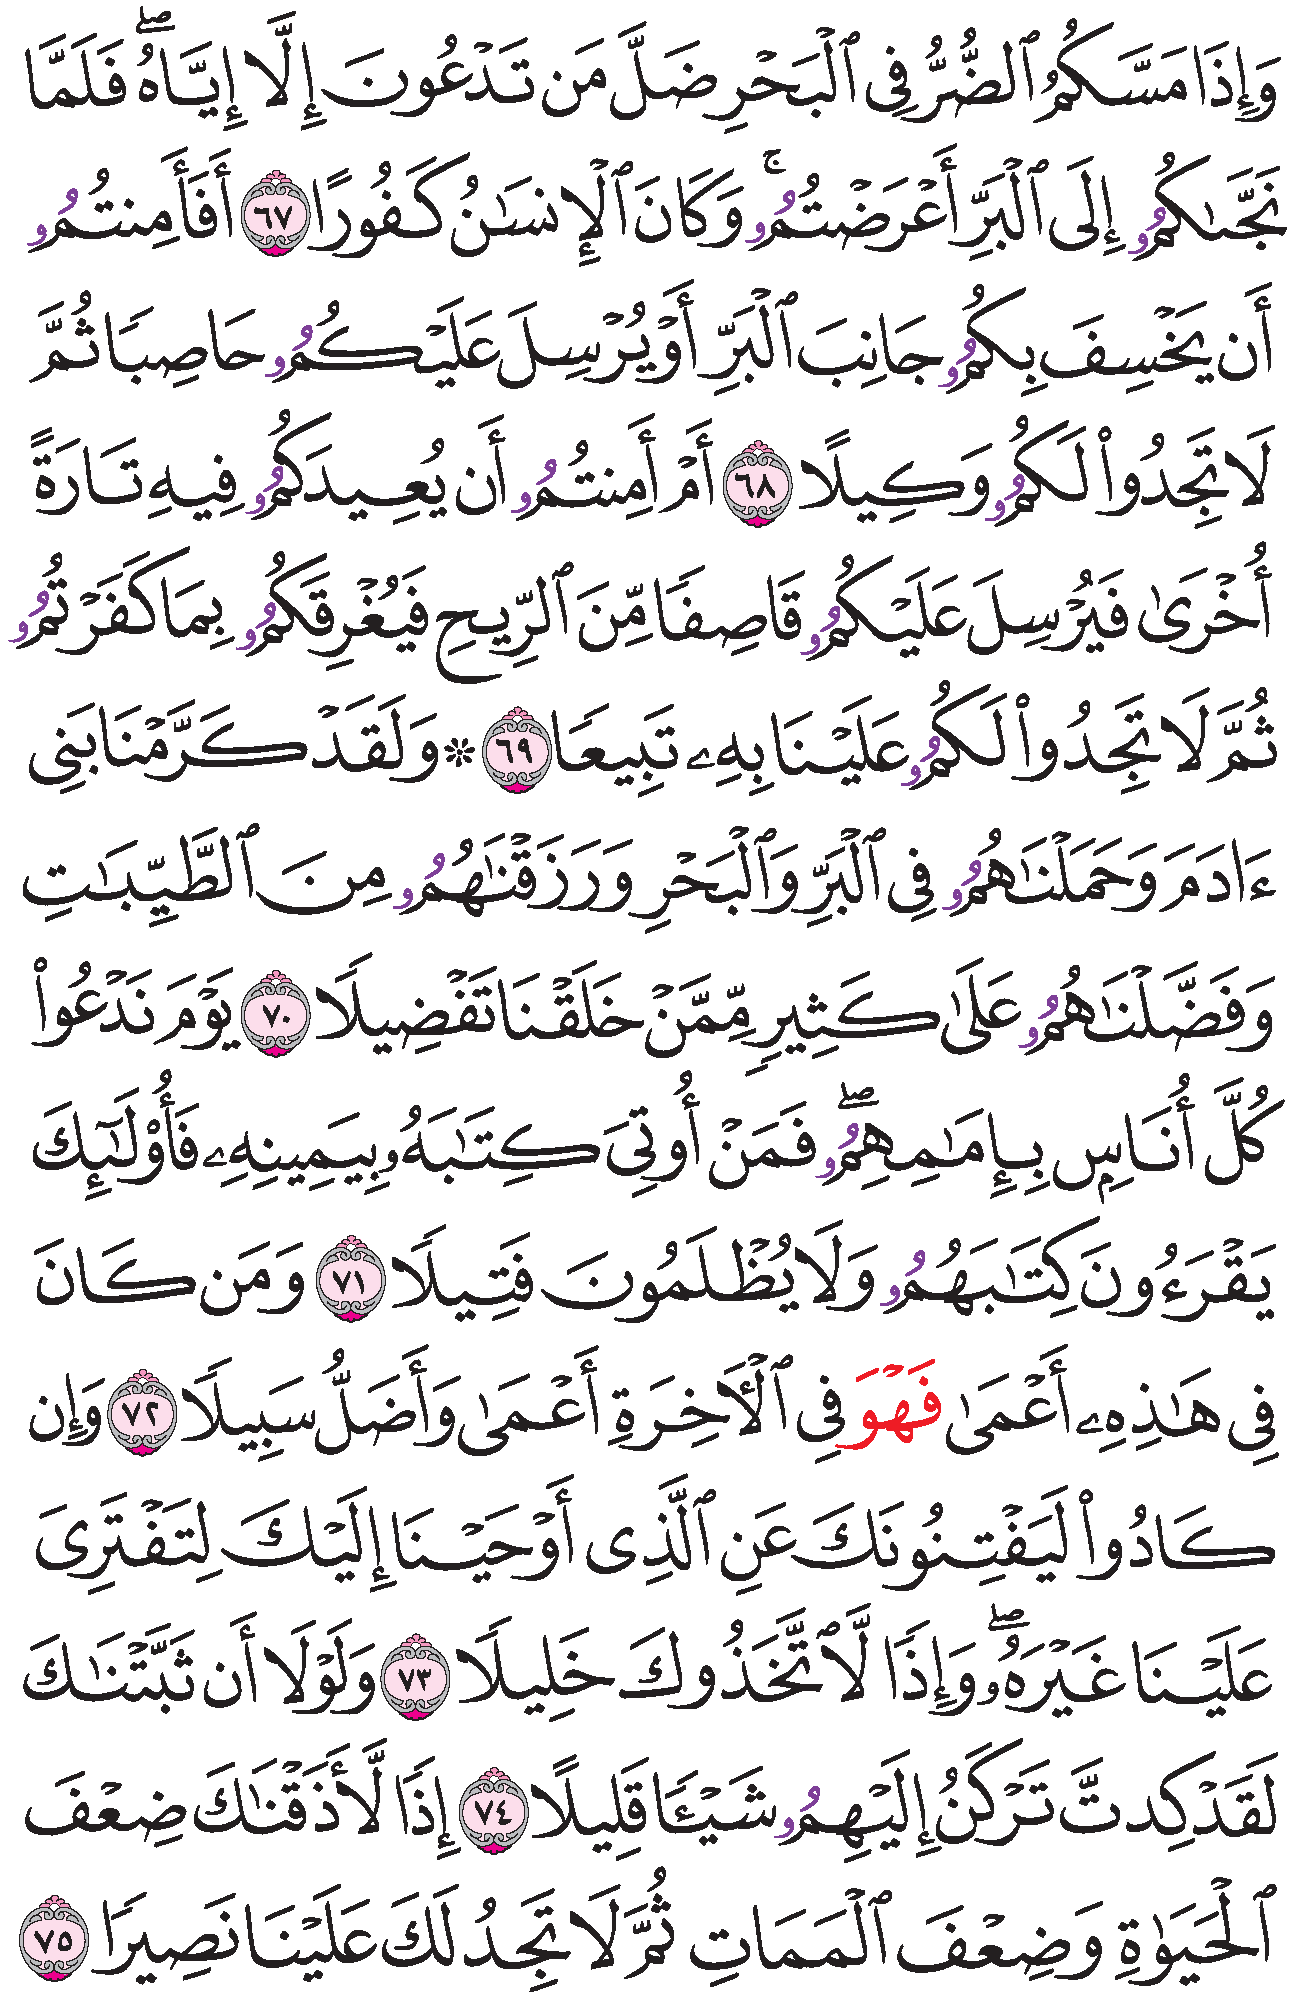 وَإِذَا مَسَّكُمُ ٱلضُّرُّ فِى ٱلْبَحْرِ ضَلَّ مَن تَدْعُونَ إِلَّا إِيَّاهُ ۖ فَلَمَّا
نَجَّىٰكُمُۥ إِلَى ٱلْبَرِّ أَعْرَضْتُمُۥ ۚ وَكَانَ ٱلْإِنسَٰنُ كَفُورًا ٦٧ أَفَأَمِنتُمُۥ
أَن يَخْسِفَ بِكُمُۥ جَانِبَ ٱلْبَرِّ أَوْ يُرْسِلَ عَلَيْكُمُۥ حَاصِبًا ثُمَّ
لَا تَجِدُوا۟ لَكُمُۥ وَكِيلًا ٦٨ أَمْ أَمِنتُمُۥ أَن يُعِيدَكُمُۥ فِيهِ تَارَةً
أُخْرَىٰ فَيُرْسِلَ عَلَيْكُمُۥ قَاصِفًا مِّنَ ٱلرِّيحِ فَيُغْرِقَكُمُۥ بِمَا كَفَرْتُمُۥ
ثُمَّ لَا تَجِدُوا۟ لَكُمُۥ عَلَيْنَا بِهِۦ تَبِيعًا ٦٩ ۞ وَلَقَدْ كَرَّمْنَا بَنِى
ءَادَمَ وَحَمَلْنَٰهُمُۥ فِى ٱلْبَرِّ وَٱلْبَحْرِ وَرَزَقْنَٰهُمُۥ مِنَ ٱلطَّيِّبَٰتِ
وَفَضَّلْنَٰهُمُۥ عَلَىٰ كَثِيرٍ مِّمَّنْ خَلَقْنَا تَفْضِيلًا ٧٠ يَوْمَ نَدْعُوا۟
كُلَّ أُنَاسٍۭ بِإِمَٰمِهِمُۥ ۖ فَمَنْ أُوتِىَ كِتَٰبَهُۥ بِيَمِينِهِۦ فَأُو۟لَٰٓئِكَ
يَقْرَءُونَ كِتَٰبَهُمُۥ وَلَا يُظْلَمُونَ فَتِيلًا ٧١ وَمَن كَانَ
فِى هَٰذِهِۦ أَعْمَىٰ فَهْوَ فِى ٱلْأَخِرَةِ أَعْمَىٰ وَأَضَلُّ سَبِيلًا ٧٢ وَإِن
كَادُوا۟ لَيَفْتِنُونَكَ عَنِ ٱلَّذِى أَوْحَيْنَا إِلَيْكَ لِتَفْتَرِىَ
عَلَيْنَا غَيْرَهُۥ ۖ وَإِذًا لَّٱتَّخَذُوكَ خَلِيلًا ٧٣ وَلَوْلَا أَن ثَبَّتْنَٰكَ
لَقَدْ كِدتَّ تَرْكَنُ إِلَيْهِمُۥ شَيْـًٔا قَلِيلًا ٧٤ إِذًا لَّأَذَقْنَٰكَ ضِعْفَ
ٱلْحَيَوٰةِ وَضِعْفَ ٱلْمَمَاتِ ثُمَّ لَا تَجِدُ لَكَ عَلَيْنَا نَصِيرًا ٧٥